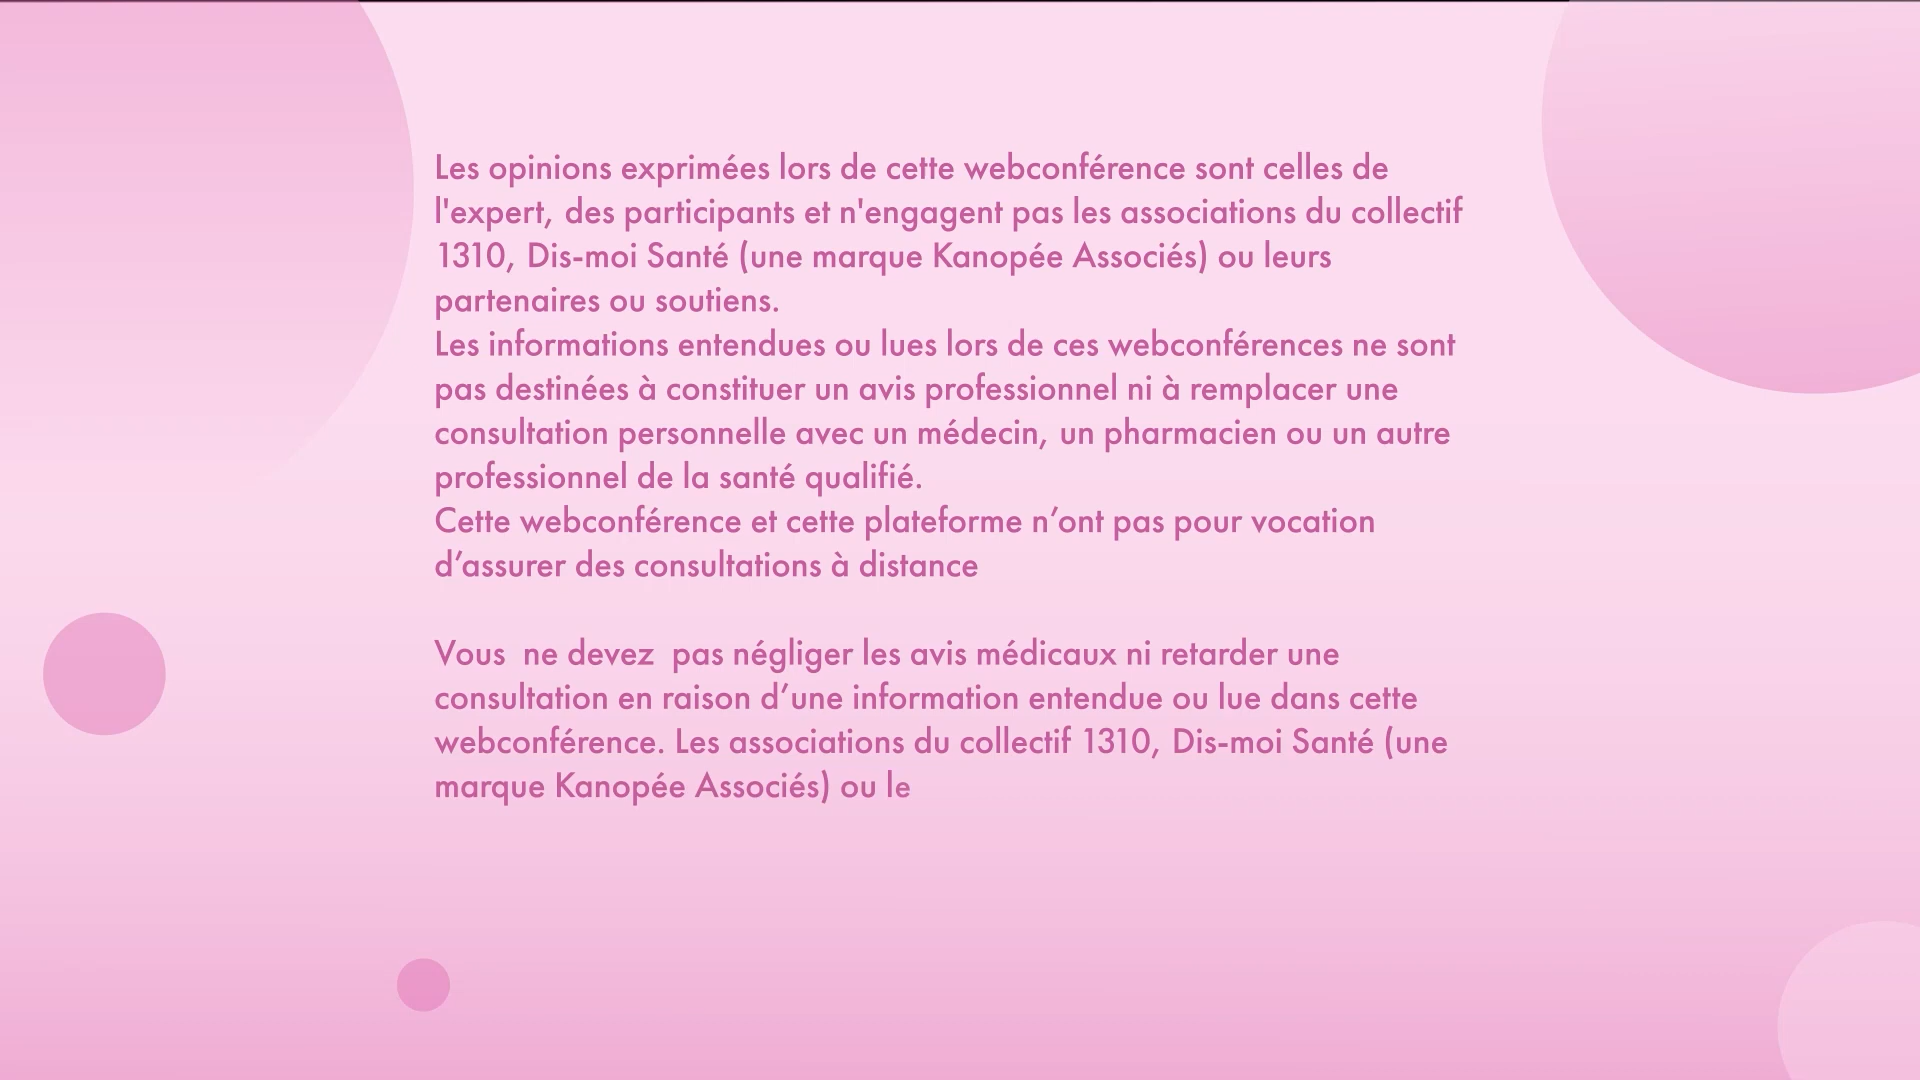 Les opinions exprimées lors de cette webconférence sont celles de
l'expert, des participants et n'engagent pas les associations du collectif
1310, Dis-moi Santé (une marque Kanopée Associés) ou leurs
partenaires ou soutiens.
Les informations entendues ou lues lors de ces webconférences ne sont
pas destinées à constituer un avis professionnel ni à remplacer une
consultation personnelle avec un médecin, un pharmacien ou un autre
professionnel de la santé qualifié.
Cette webconférence et cette plateforme n’ont pas pour vocation
d’assurer des consultations à distance
Vous  ne devez  pas négliger les avis médicaux ni retarder une
consultation en raison d’une information entendue ou lue dans cette
webconférence. Les associations du collectif 1310, Dis-moi Santé (une
marque Kanopée Associés) ou le